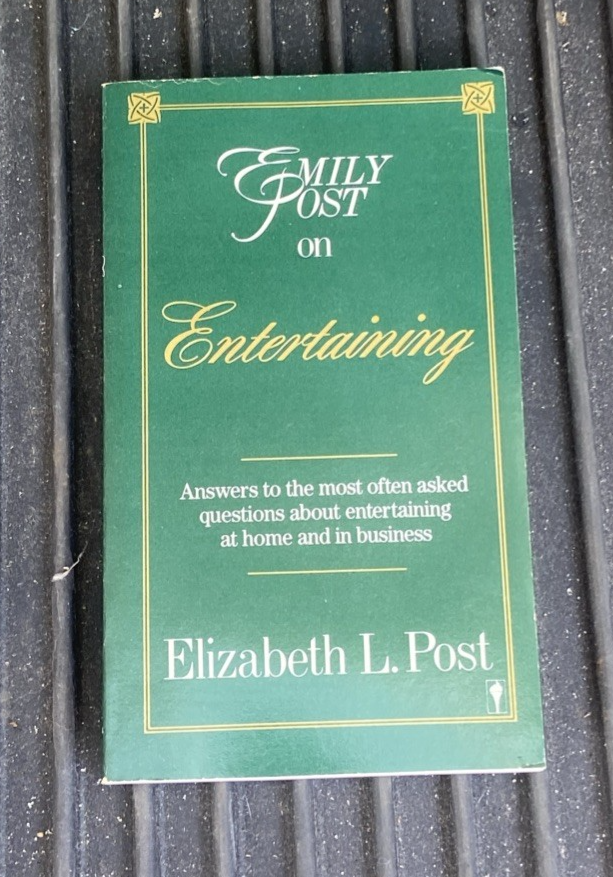 EMILY
POST
on
Entertaining
Answers to the most often asked
questions about entertaining
at home and in business
Elizabeth L. Post